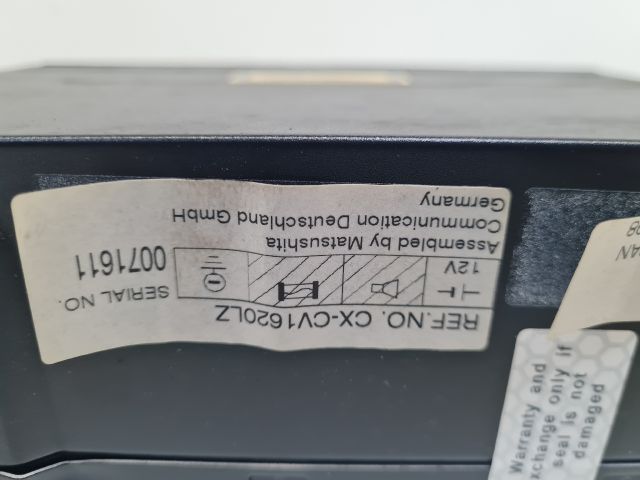 REF.NO. CX-CV1620LZ
12V
SERIAL NO.
0071611
Assembled by Matsushita
Communication Deutschland GmbH
Germany
Warranty and
xchange only if
seal is not
damaged